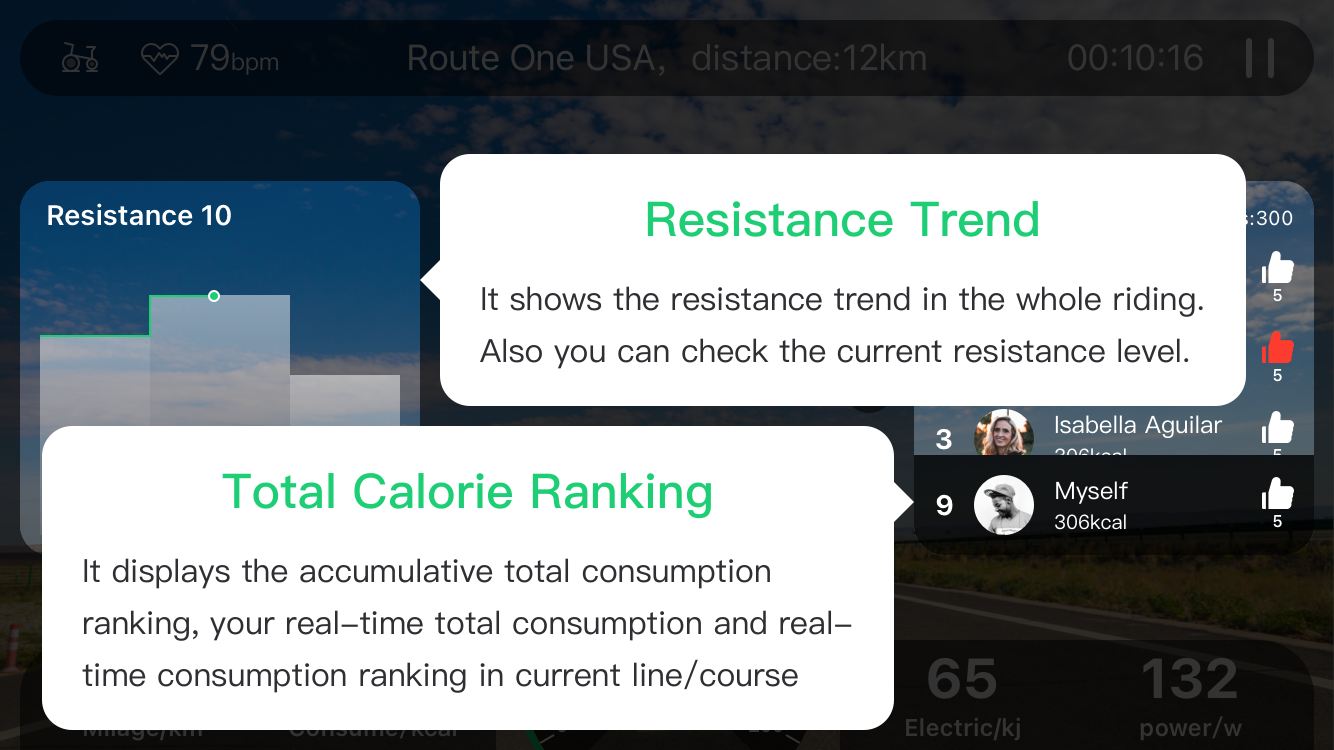 79bpm
Route One USA, distance:12km
00:10:16
Resistance 10
Resistance Trend
It shows the resistance trend in the whole riding.
Also you can check the current resistance level.
:300
5
5
3
Isabella Aguilar
306kcal
5
9
Myself
306kcal
5
Total Calorie Ranking
It displays the accumulative total consumption
ranking, your real-time total consumption and real-
time consumption ranking in current line/course
65
Electric/kj
132
power/w
Milage/km
Consume/kcal